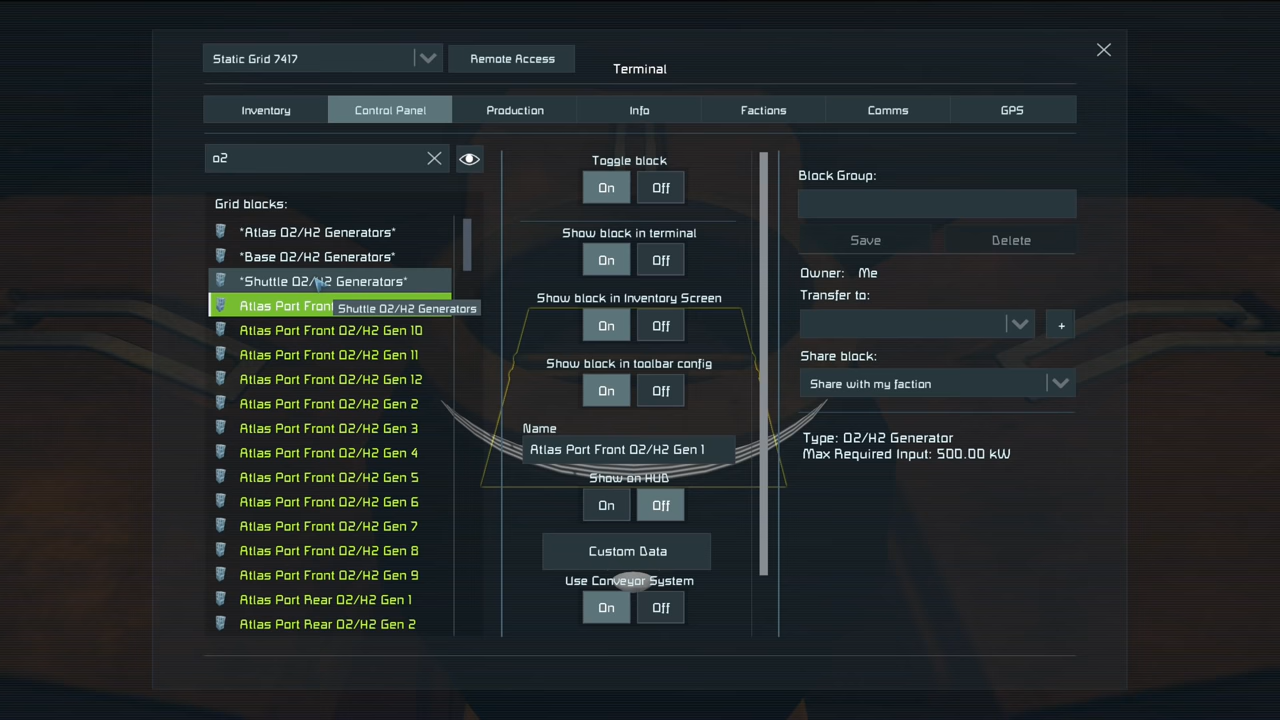 Static Grid 7417
Remote Access
Terminal
Inventory
Control Panel
Production
Info
Factions
Comms
GPS
o2
Grid blocks:
*Atlas O2/H2 Generators*
*Base O2/H2 Generators*
*Shuttle O2/H2 Generators*
Atlas Port Front
Shuttle O2/H2 Generators
Atlas Port Front O2/H2 Gen 10
Atlas Port Front O2/H2 Gen 11
Atlas Port Front O2/H2 Gen 12
Atlas Port Front O2/H2 Gen 2
Atlas Port Front O2/H2 Gen 3
Atlas Port Front O2/H2 Gen 4
Atlas Port Front O2/H2 Gen 5
Atlas Port Front O2/H2 Gen 6
Atlas Port Front O2/H2 Gen 7
Atlas Port Front O2/H2 Gen 8
Atlas Port Front O2/H2 Gen 9
Atlas Port Rear O2/H2 Gen 1
Atlas Port Rear O2/H2 Gen 2
Toggle block
On Off
Show block in terminal
On Off
Show block in Inventory Screen
On Off
Show block in toolbar config
On Off
Name
Atlas Port Front O2/H2 Gen 1
Show on HUD
On Off
Custom Data
Use Conveyor System
On Off
Block Group:
Save
Delete
Owner: Me
Transfer to:
+
Share block:
Share with my faction
Type: O2/H2 Generator
Max Required Input: 500.00 kW